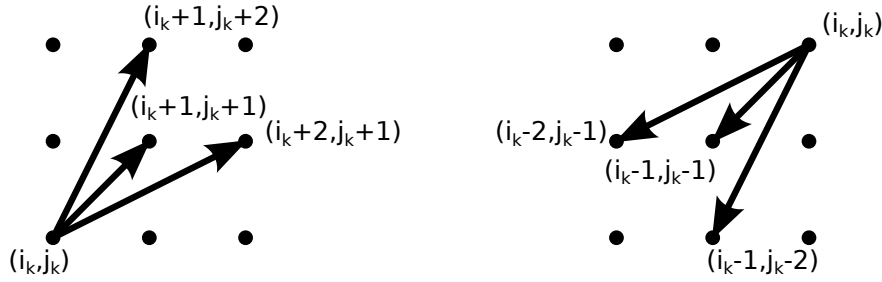 (i_k+1,j_k+2)
(i_k+1,j_k+1)
(i_k+2,j_k+1)
(i_k,j_k)
(i_k,j_k)
(i_k-2,j_k-1)
(i_k-1,j_k-1)
(i_k-1,j_k-2)